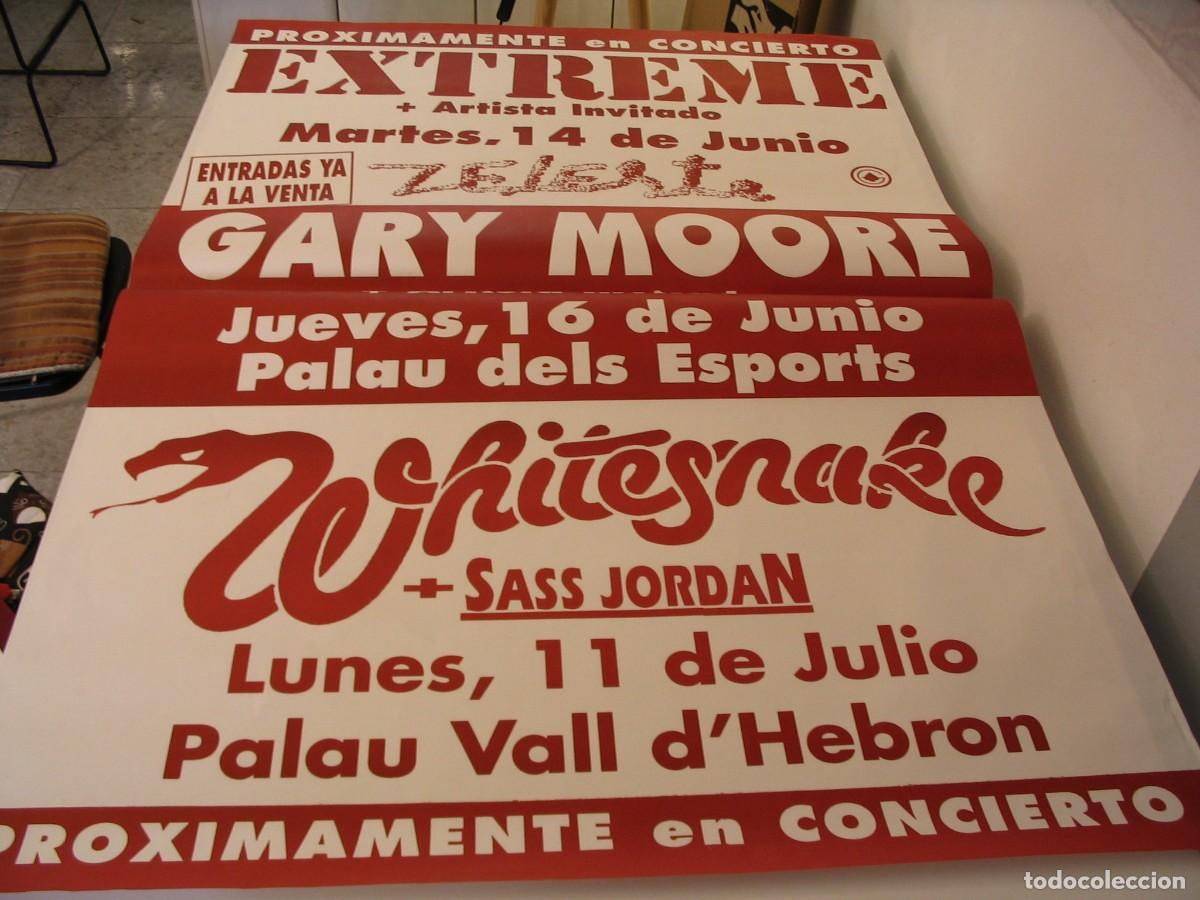 PROXIMAMENTE en CONCIERTO
EXTREME
+ Artista Invitado
Martes, 14 de Junio
ENTRADAS YA
A LA VENTA
ZELESTE
GARY MOORE
Jueves, 16 de Junio
Palau dels Esports
Whitesnake
+ SASS JORDAN
Lunes, 11 de Julio
Palau Vall d'Hebron
PROXIMAMENTE en CONCIERTO
todocoleccion